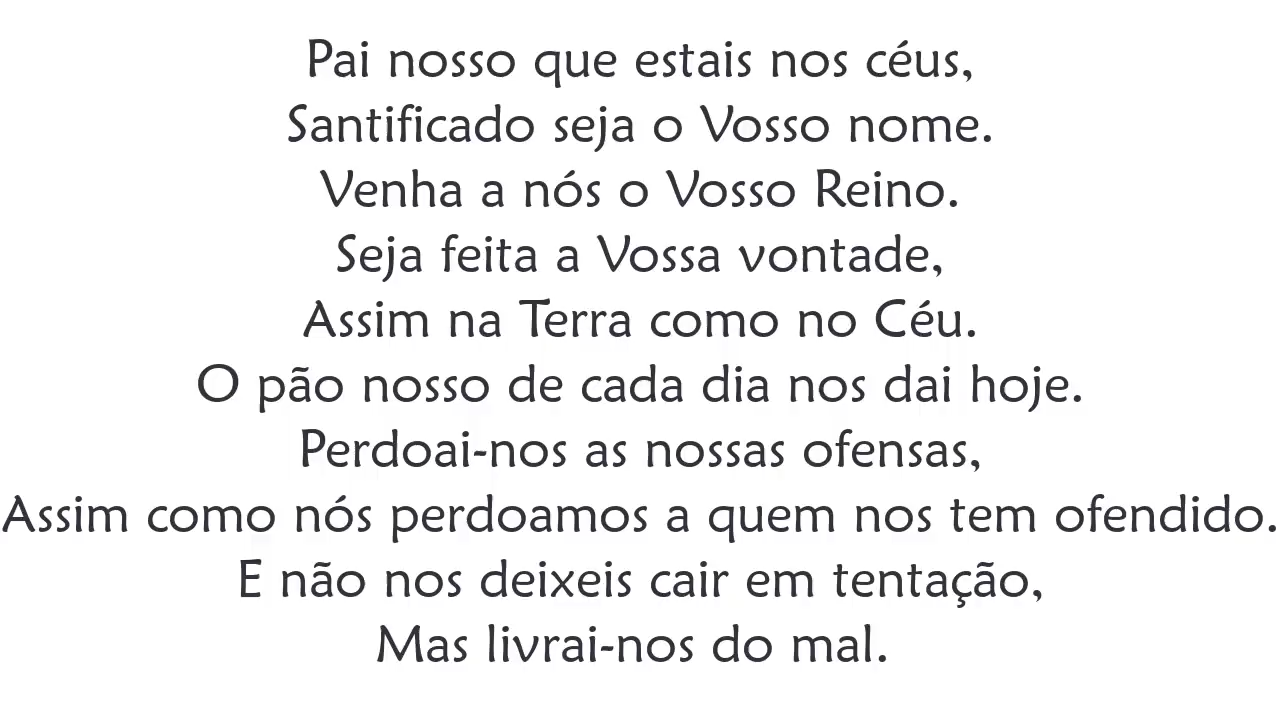 Pai nosso que estais nos céus,
Santificado seja o Vosso nome.
Venha a nós o Vosso Reino.
Seja feita a Vossa vontade,
Assim na Terra como no Céu.
O pão nosso de cada dia nos dai hoje.
Perdoai-nos as nossas ofensas,
Assim como nós perdoamos a quem nos tem ofendido.
E não nos deixeis cair em tentação,
Mas livrai-nos do mal.